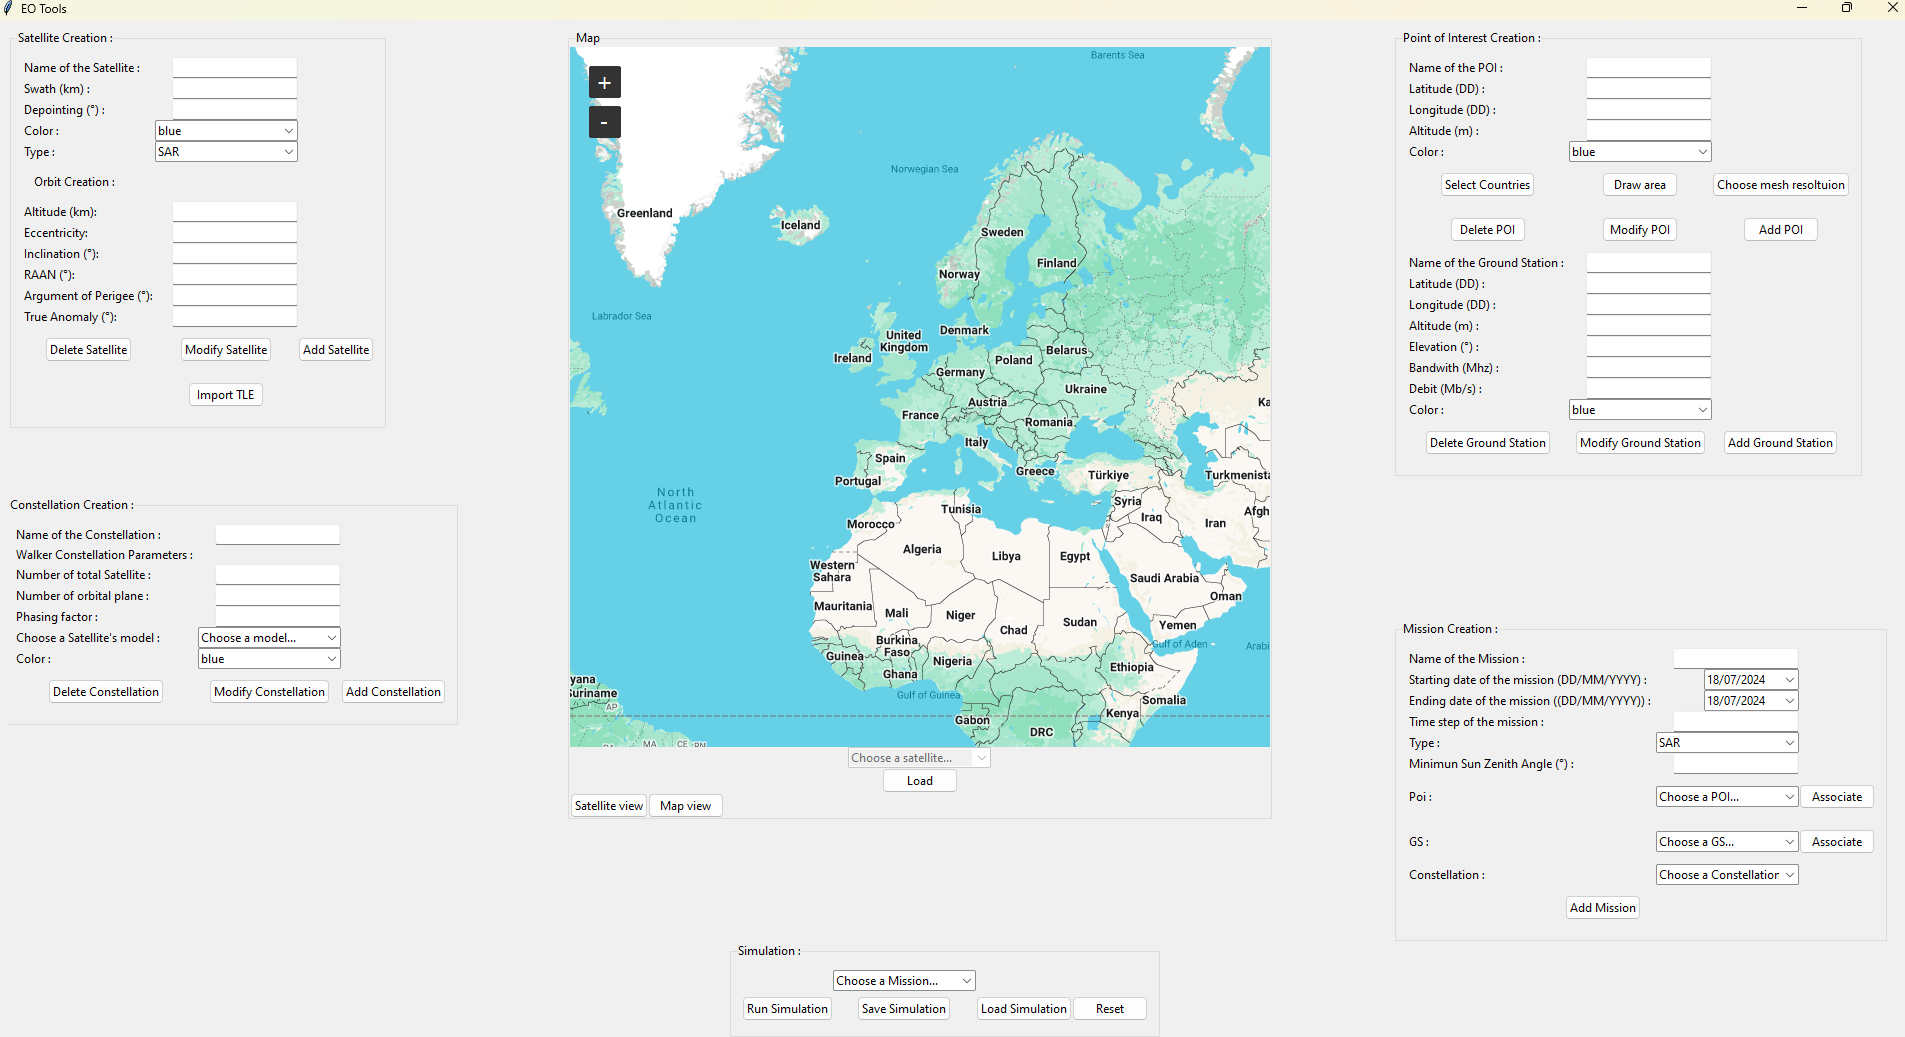 EO Tools
Satellite Creation :
Name of the Satellite :
Swath (km) :
Depointing (°) :
Color :
blue
Type :
SAR
Orbit Creation :
Altitude (km):
Eccentricity:
Inclination (°):
RAAN (°):
Argument of Perigee (°):
True Anomaly (°):
Delete Satellite
Modify Satellite
Add Satellite
Import TLE
Constellation Creation :
Name of the Constellation :
Walker Constellation Parameters :
Number of total Satellite :
Number of orbital plane :
Phasing factor :
Choose a Satellite's model :
Choose a model...
Color :
blue
Delete Constellation
Modify Constellation
Add Constellation
Map
+
-
Barents Sea
Norwegian Sea
Greenland
Iceland
Sweden
Finland
Norway
Labrador Sea
Denmark
United
Kingdom
Ireland
Belarus
Poland
Germany
Ukraine
Austria
Ka
France
Romania
Italy
Spain
Greece
Türkiye
Turkmenista
Portugal
North
Atlantic
Ocean
Syria
Tunisia
Afgh
Iraq
Iran
Morocco
Algeria
Libya
Egypt
Western
Sahara
Saudi Arabia
Oman
Mauritania
Mali
Niger
Sudan
Yemen
Chad
Burkina
Faso
Gulf of Aden
Arabi
Guinea
Nigeria
Ethiopia
Ghana
yana
Suriname
Gulf of Guinea
Somalia
AP
Kenya
Gabon
DRC
PA
MA
CE
RN
Choose a satellite...
Load
Satellite view
Map view
Simulation :
Choose a Mission...
Run Simulation
Save Simulation
Load Simulation
Reset
Point of Interest Creation :
Name of the POI :
Latitude (DD) :
Longitude (DD) :
Altitude (m) :
Color :
blue
Select Countries
Draw area
Choose mesh resoltuion
Delete POI
Modify POI
Add POI
Name of the Ground Station :
Latitude (DD) :
Longitude (DD) :
Altitude (m) :
Elevation (°) :
Bandwith (Mhz) :
Debit (Mb/s) :
Color :
blue
Delete Ground Station
Modify Ground Station
Add Ground Station
Mission Creation :
Name of the Mission :
Starting date of the mission (DD/MM/YYYY) :
18/07/2024
Ending date of the mission ((DD/MM/YYYY)) :
18/07/2024
Time step of the mission :
Type :
SAR
Minimun Sun Zenith Angle (°) :
Poi :
Choose a POI...
Associate
GS :
Choose a GS...
Associate
Constellation :
Choose a Constellation
Add Mission